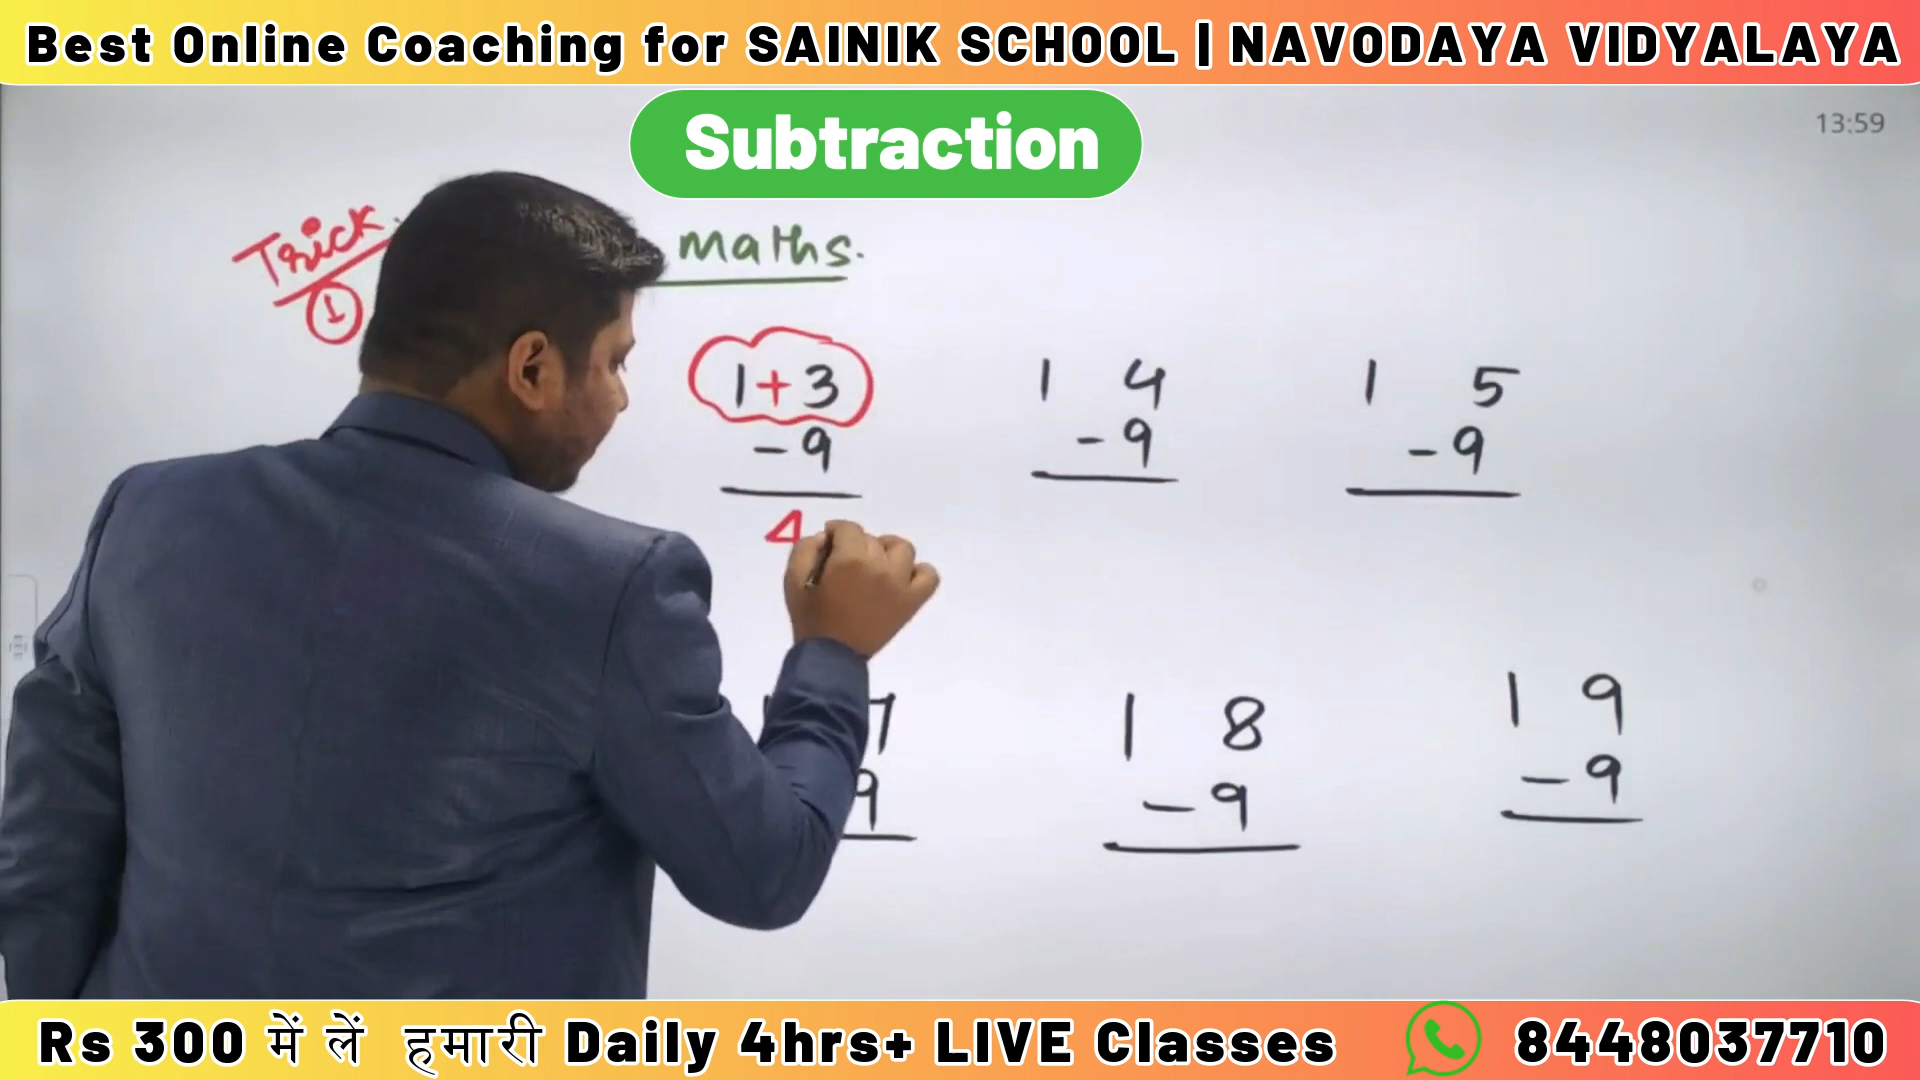 Best Online Coaching for SAINIK SCHOOL | NAVODAYA VIDYALAYA
Subtraction
13:59
Trick
1
maths.
1 + 3
- 9
4
1 4
- 9
1 5
- 9
7
9
1 8
- 9
1 9
- 9
Rs 300 में लें हमारी Daily 4hrs+ LIVE Classes
8448037710